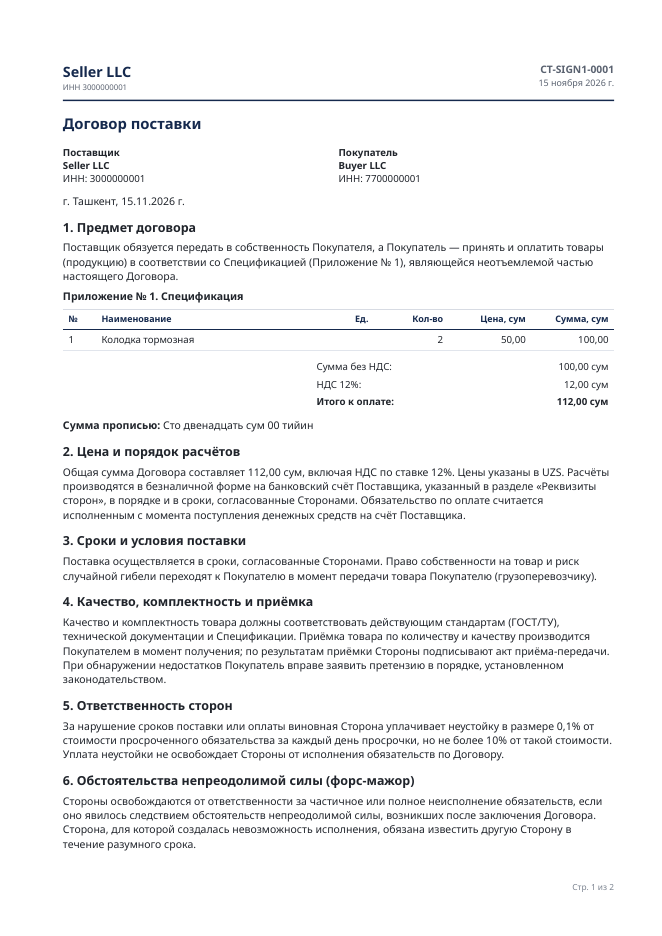 Seller LLC
CT-SIGN1-0001
ИНН 3000000001
15 ноября 2026 г.
Договор поставки
Поставщик
Seller LLC
ИНН: 3000000001
Покупатель
Buyer LLC
ИНН: 7700000001
г. Ташкент, 15.11.2026 г.
1. Предмет договора
Поставщик обязуется передать в собственность Покупателя, а Покупатель — принять и оплатить товары
(продукцию) в соответствии со Спецификацией (Приложение № 1), являющейся неотъемлемой частью
настоящего Договора.
Приложение № 1. Спецификация
№ Наименование Ед. Кол-во Цена, сум Сумма, сум
1 Колодка тормозная 2 50,00 100,00
Сумма без НДС: 100,00 сум
НДС 12%: 12,00 сум
Итого к оплате: 112,00 сум
Сумма прописью: Сто двенадцать сум 00 тийин
2. Цена и порядок расчётов
Общая сумма Договора составляет 112,00 сум, включая НДС по ставке 12%. Цены указаны в UZS. Расчёты
производятся в безналичной форме на банковский счёт Поставщика, указанный в разделе «Реквизиты
сторон», в порядке и в сроки, согласованные Сторонами. Обязательство по оплате считается
исполненным с момента поступления денежных средств на счёт Поставщика.
3. Сроки и условия поставки
Поставка осуществляется в сроки, согласованные Сторонами. Право собственности на товар и риск
случайной гибели переходят к Покупателю в момент передачи товара Покупателю (грузоперевозчику).
4. Качество, комплектность и приёмка
Качество и комплектность товара должны соответствовать действующим стандартам (ГОСТ/ТУ),
технической документации и Спецификации. Приёмка товара по количеству и качеству производится
Покупателем в момент получения; по результатам приёмки Стороны подписывают акт приёма-передачи.
При обнаружении недостатков Покупатель вправе заявить претензию в порядке, установленном
законодательством.
5. Ответственность сторон
За нарушение сроков поставки или оплаты виновная Сторона уплачивает неустойку в размере 0,1% от
стоимости просроченного обязательства за каждый день просрочки, но не более 10% от такой стоимости.
Уплата неустойки не освобождает Стороны от исполнения обязательств по Договору.
6. Обстоятельства непреодолимой силы (форс-мажор)
Стороны освобождаются от ответственности за частичное или полное неисполнение обязательств, если
оно явилось следствием обстоятельств непреодолимой силы, возникших после заключения Договора.
Сторона, для которой создалась невозможность исполнения, обязана известить другую Сторону в
течение разумного срока.
Стр. 1 из 2